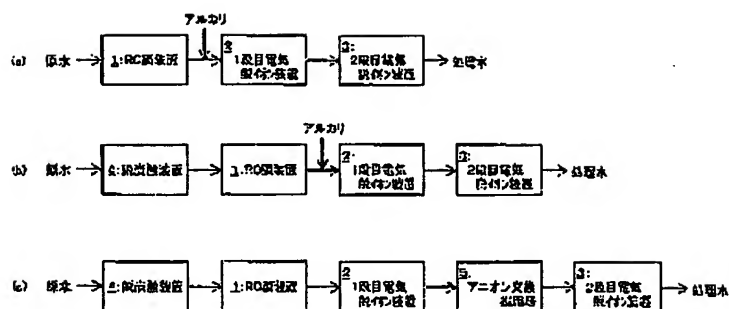 アルカリ
(a) 原水 1:RO膜装置 2: 1段目電気 脱イオン装置 3: 2段目電気 脱イオン装置 処理水
アルカリ
(b) 原水 4:脱炭酸装置 1:RO膜装置 2: 1段目電気 脱イオン装置 3: 2段目電気 脱イオン装置 処理水
(c) 原水 4:脱炭酸装置 1:RO膜装置 2 1段目電気 脱イオン装置 5: アニオン交換 3: 2段目電気 脱イオン装置 処理水